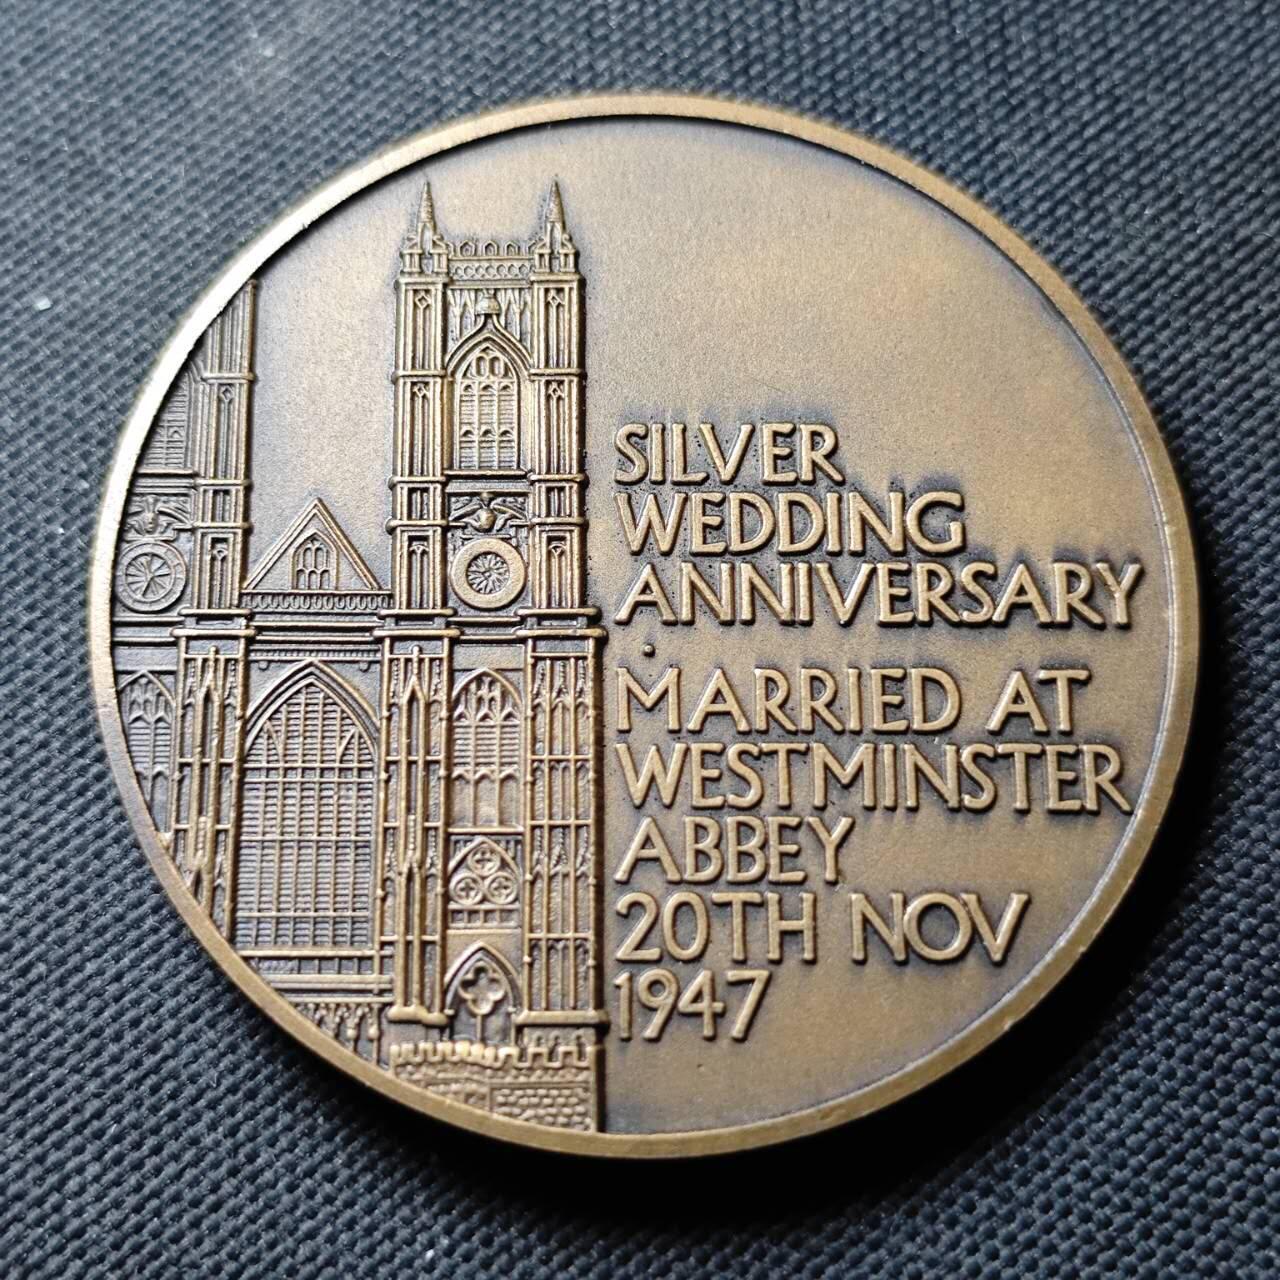 SILVER
WEDDING
ANNIVERSARY
MARRIED AT
WESTMINSTER
ABBEY
20TH NOV
1947